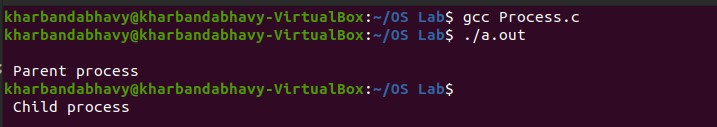 kharbandabhavy@kharbandabhavy-VirtualBox:~/OS Lab$ gcc Process.c
kharbandabhavy@kharbandabhavy-VirtualBox:~/OS Lab$ ./a.out
Parent process
kharbandabhavy@kharbandabhavy-VirtualBox:~/OS Lab$
Child process